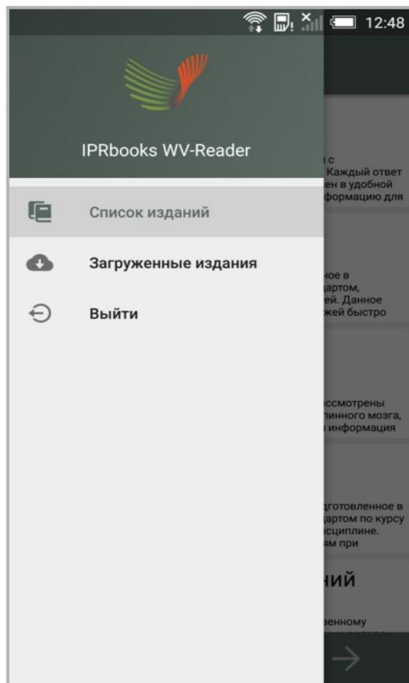 12:48
IPRbooks WV-Reader
Список изданий
Загруженные издания
Выйти
с
Каждый ответ
ен в удобной
формацию для
ное в
дартом,
ей. Данное
жей быстро
ссмотрены
пинного мозга,
информация
дготовленное в
дартом по курсу
сциплине.
ям при
ний
венному